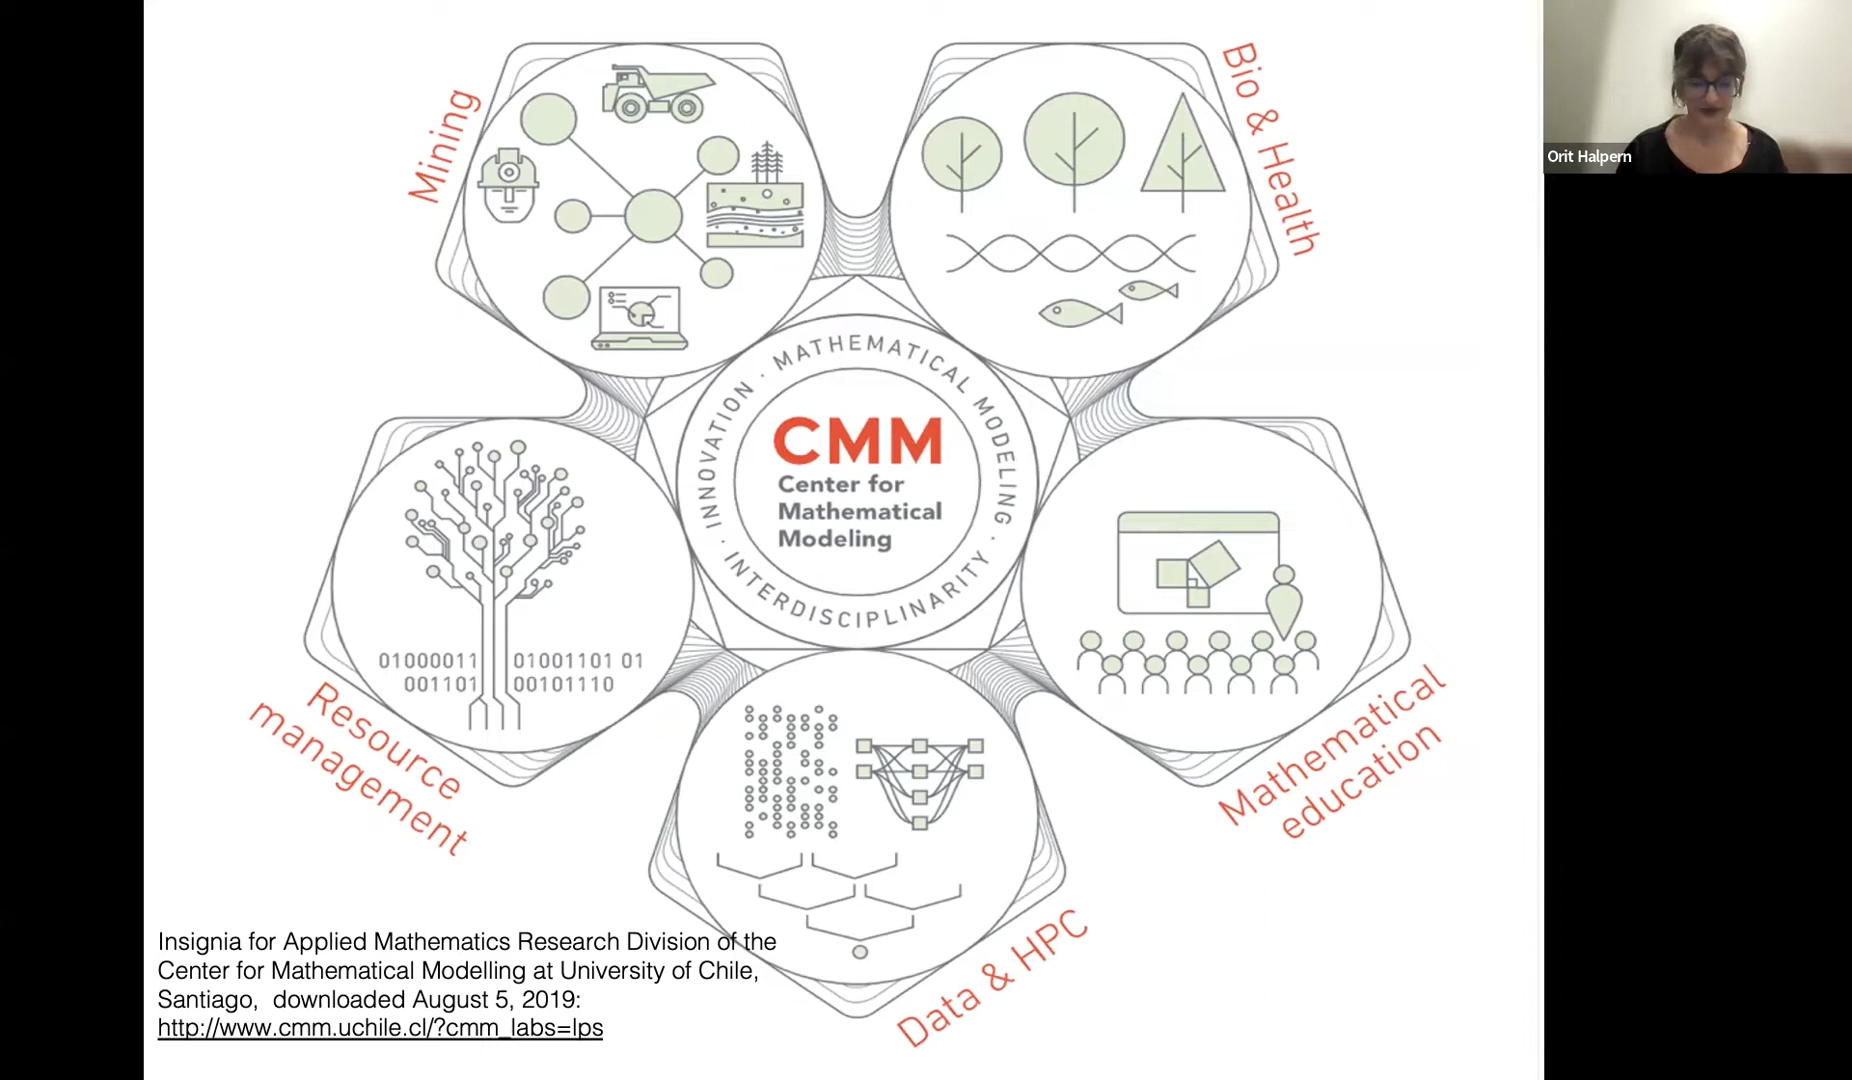 Mining
Bio & Health
Orit Halpern
INNOVATION · MATHEMATICAL MODELING · INTERDISCIPLINARITY ·
CMM
Center for
Mathematical
Modeling
01000011 01001101 01
001101 00101110
Resource
management
Mathematical
education
Data & HPC
Insignia for Applied Mathematics Research Division of the
Center for Mathematical Modelling at University of Chile,
Santiago, downloaded August 5, 2019:
http://www.cmm.uchile.cl/?cmm_labs=lps